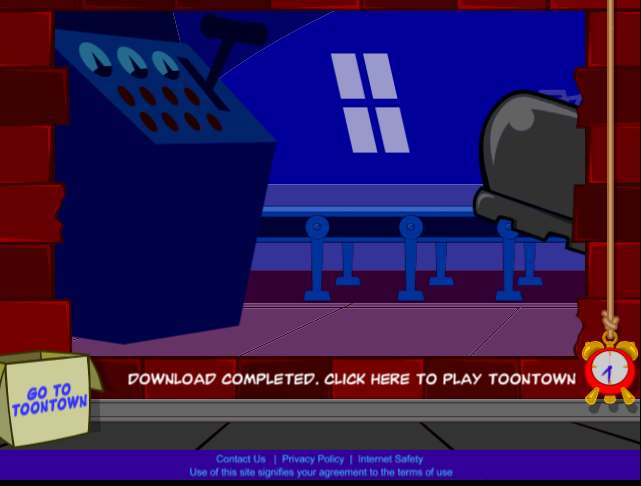 DOWNLOAD COMPLETED. CLICK HERE TO PLAY TOONTOWN
GO TO
TOONTOWN
Contact Us | Privacy Policy | Internet Safety
Use of this site signifies your agreement to the terms of use